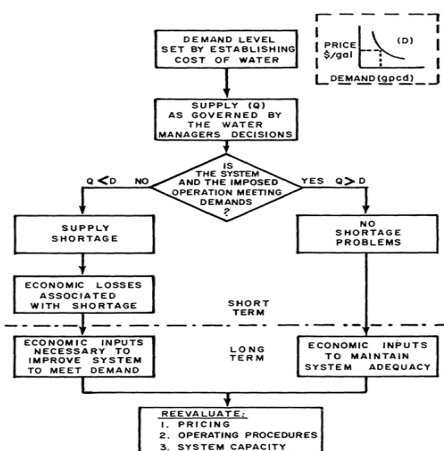 DEMAND LEVEL
SET BY ESTABLISHING
COST OF WATER
PRICE
$/gal
(D)
DEMAND (gpcd)
SUPPLY (Q)
AS GOVERNED BY
THE WATER
MANAGERS DECISIONS
IS
THE SYSTEM
AND THE IMPOSED
OPERATION MEETING
DEMANDS
?
Q<D NO
YES Q>D
SUPPLY
SHORTAGE
NO
SHORTAGE
PROBLEMS
ECONOMIC LOSSES
ASSOCIATED
WITH SHORTAGE
SHORT
TERM
LONG
TERM
ECONOMIC INPUTS
NECESSARY TO
IMPROVE SYSTEM
TO MEET DEMAND
ECONOMIC INPUTS
TO MAINTAIN
SYSTEM ADEQUACY
REEVALUATE:
1. PRICING
2. OPERATING PROCEDURES
3. SYSTEM CAPACITY